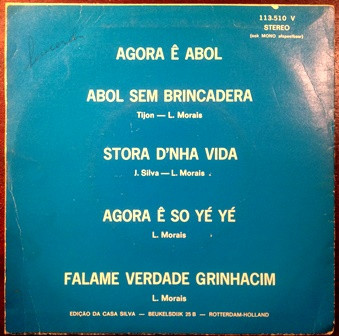 113.510 V
STEREO
(ook MONO afspeelbaar)
AGORA Ê ABOL
ABOL SEM BRINCADERA
Tijon — L. Morais
STORA D'NHA VIDA
J. Silva — L. Morais
AGORA Ê SO YÉ YÉ
L. Morais
FALAME VERDADE GRINHACIM
L. Morais
EDIÇÃO DA CASA SILVA — BEUKELSDIJK 25 B — ROTTERDAM-HOLLAND